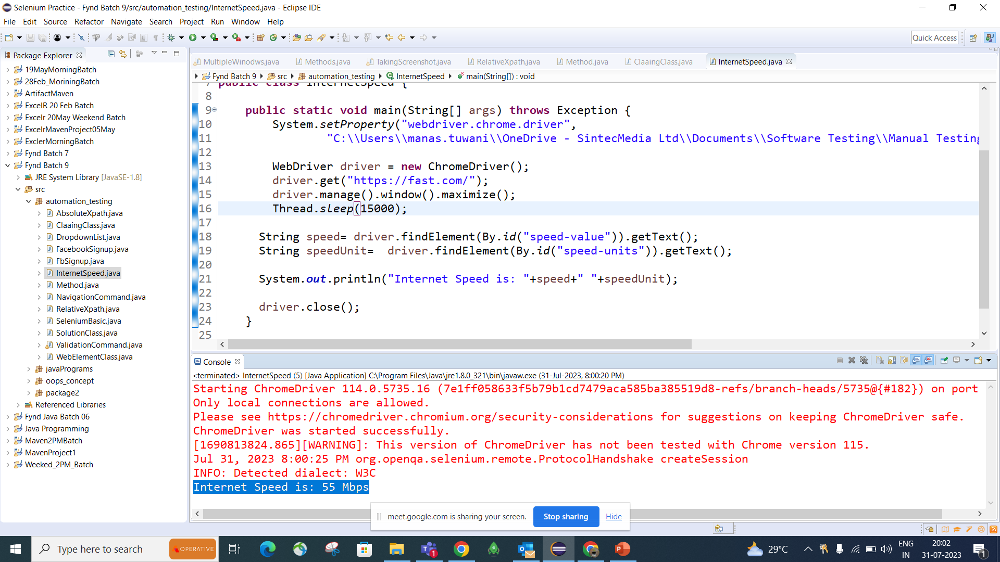 Selenium Practice - Fynd Batch 9/src/automation_testing/InternetSpeed.java - Eclipse IDE
File Edit Source Refactor Navigate Search Project Run Window Help
Quick Access
Package Explorer
19MayMorningBatch
28Feb_MoriningBatch
ArtifactMaven
ExcelR 20 Feb Batch
Excelr 20May Weekend Batch
ExcelrMavenProject05May
ExclerMorningBatch
Fynd Batch 7
Fynd Batch 9
JRE System Library [JavaSE-1.8]
src
automation_testing
AbsoluteXpath.java
ClaaingClass.java
DropdownList.java
FacebookSignup.java
FbSignup.java
InternetSpeed.java
Method.java
NavigationCommand.java
RelativeXpath.java
SeleniumBasic.java
SolutionClass.java
ValidationCommand.java
WebElementClass.java
javaPrograms
oops_concept
package2
Referenced Libraries
Fynd Java Batch 06
Java Programming
Maven2PMBatch
MavenProject1
Weeked_2PM_Batch
MultipleWinodws.java Methods.java TakingScreenshot.java RelativeXpath.java Method.java ClaaingClass.java InternetSpeed.java
Fynd Batch 9 src automation_testing InternetSpeed main(String[]) : void
7 public class InternetSpeed {
8
9 public static void main(String[] args) throws Exception {
10 System.setProperty("webdriver.chrome.driver",
11 "C:\\Users\\manas.tuwani\\OneDrive - SintecMedia Ltd\\Documents\\Software Testing\\Manual Testing
12
13 WebDriver driver = new ChromeDriver();
14 driver.get("https://fast.com/");
15 driver.manage().window().maximize();
16 Thread.sleep(15000);
17
18 String speed= driver.findElement(By.id("speed-value")).getText();
19 String speedUnit=  driver.findElement(By.id("speed-units")).getText();
20
21 System.out.println("Internet Speed is: "+speed+" "+speedUnit);
22
23 driver.close();
24 }
25
Console
<terminated> InternetSpeed (5) [Java Application] C:\Program Files\Java\jre1.8.0_321\bin\javaw.exe (31-Jul-2023, 8:00:20 PM)
Starting ChromeDriver 114.0.5735.16 (7e1ff058633f5b79b1cd7479aca585ba385519d8-refs/branch-heads/5735@{#182}) on port
Only local connections are allowed.
Please see https://chromedriver.chromium.org/security-considerations for suggestions on keeping ChromeDriver safe.
ChromeDriver was started successfully.
[1690813824.865][WARNING]: This version of ChromeDriver has not been tested with Chrome version 115.
Jul 31, 2023 8:00:25 PM org.openqa.selenium.remote.ProtocolHandshake createSession
INFO: Detected dialect: W3C
Internet Speed is: 55 Mbps
meet.google.com is sharing your screen. Stop sharing Hide
Type here to search
OPERATIVE
1
29°C
ENG
IN
20:02
31-07-2023
1